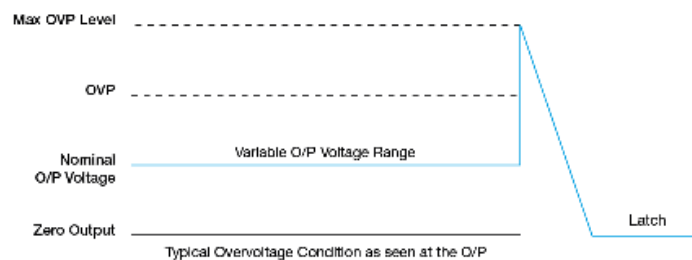 Max OVP Level
OVP
Variable O/P Voltage Range
Nominal
O/P Voltage
Zero Output
Latch
Typical Overvoltage Condition as seen at the O/P